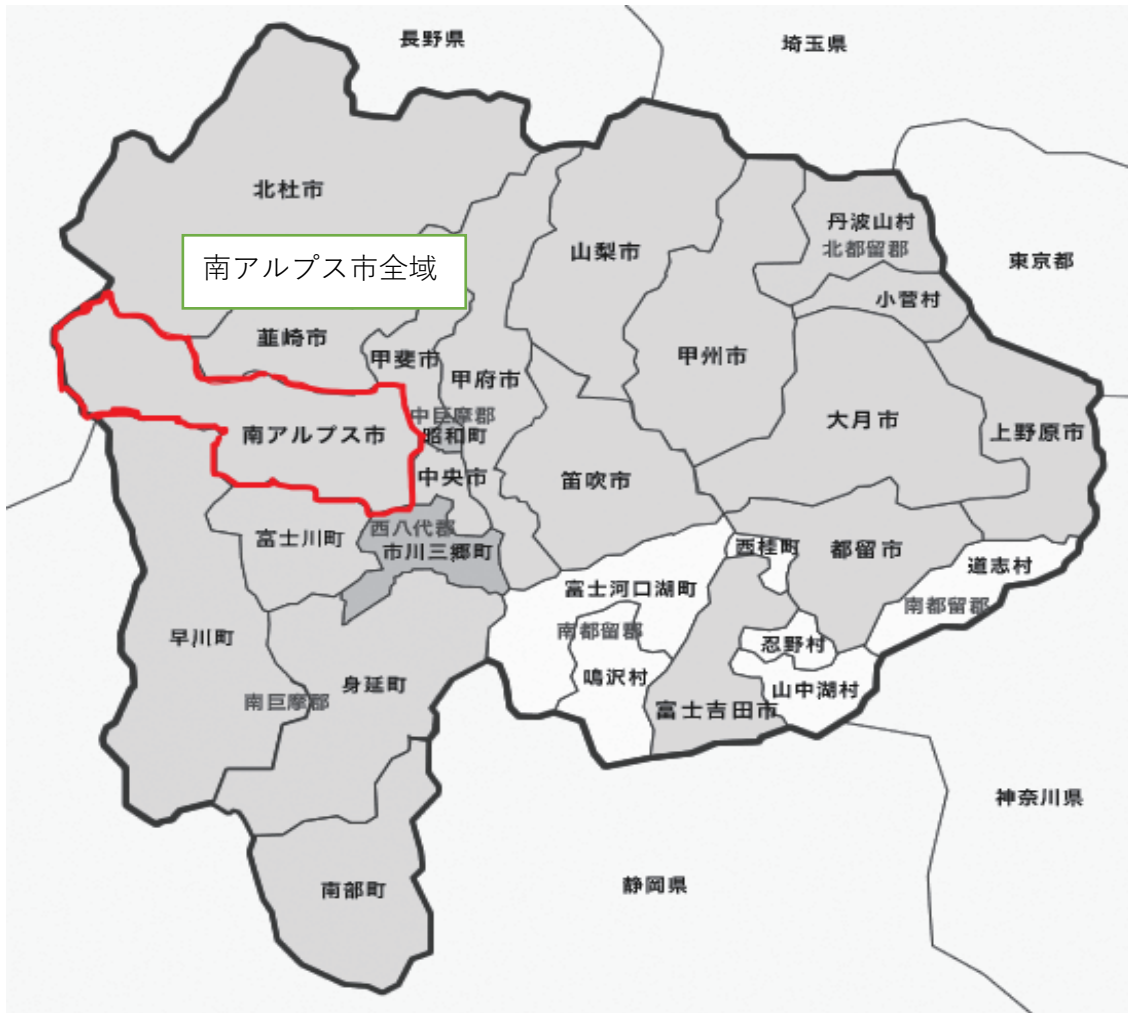 長野県
埼玉県
北杜市
丹波山村
北都留郡
山梨市
東京都
南アルプス市全域
小菅村
韮崎市
甲斐市
甲府市
甲州市
中巨摩郡
昭和町
南アルプス市
大月市
上野原市
中央市
笛吹市
西八代郡
富士川町
市川三郷町
西桂町
都留市
道志村
富士河口湖町
南都留郡
早川町
南都留郡
忍野村
鳴沢村
身延町
山中湖村
南巨摩郡
富士吉田市
神奈川県
静岡県
南部町